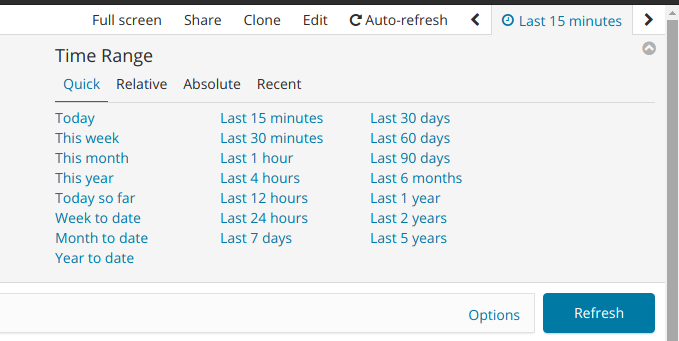 Full screen Share Clone Edit Auto-refresh Last 15 minutes
Time Range
Quick Relative Absolute Recent
Today Last 15 minutes Last 30 days
This week Last 30 minutes Last 60 days
This month Last 1 hour Last 90 days
This year Last 4 hours Last 6 months
Today so far Last 12 hours Last 1 year
Week to date Last 24 hours Last 2 years
Month to date Last 7 days Last 5 years
Year to date
Options Refresh